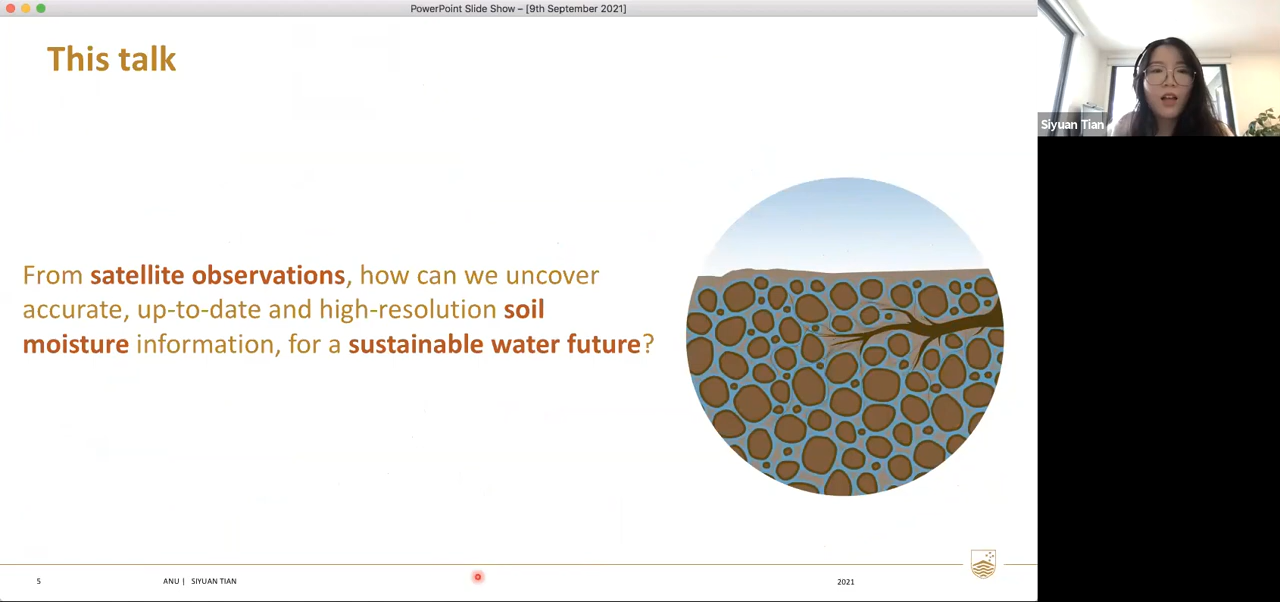 PowerPoint Slide Show – [9th September 2021]
This talk
From satellite observations, how can we uncover
accurate, up-to-date and high-resolution soil
moisture information, for a sustainable water future?
Siyuan Tian
5
ANU | SIYUAN TIAN
2021